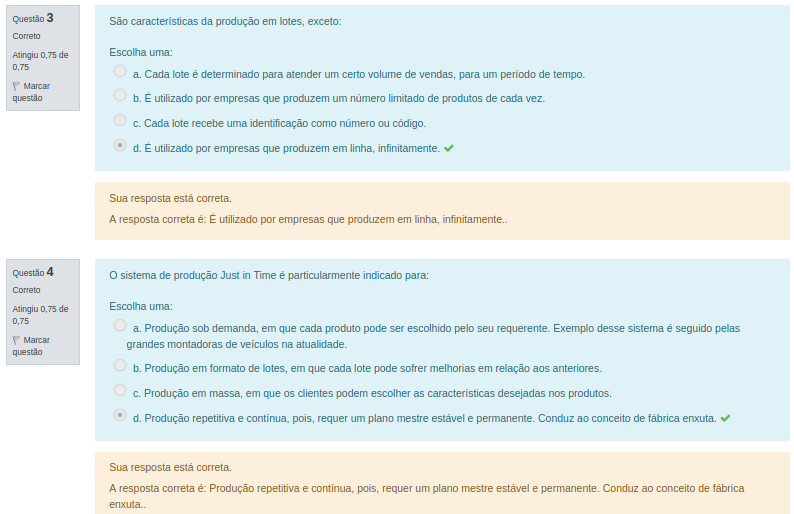 Questão 3
Correto
Atingiu 0,75 de
0,75
Marcar
questão
São características da produção em lotes, exceto:
Escolha uma:
a. Cada lote é determinado para atender um certo volume de vendas, para um período de tempo.
b. É utilizado por empresas que produzem um número limitado de produtos de cada vez.
c. Cada lote recebe uma identificação como número ou código.
d. É utilizado por empresas que produzem em linha, infinitamente.
Sua resposta está correta.
A resposta correta é: É utilizado por empresas que produzem em linha, infinitamente..
Questão 4
Correto
Atingiu 0,75 de
0,75
Marcar
questão
O sistema de produção Just in Time é particularmente indicado para:
Escolha uma:
a. Produção sob demanda, em que cada produto pode ser escolhido pelo seu requerente. Exemplo desse sistema é seguido pelas
grandes montadoras de veículos na atualidade.
b. Produção em formato de lotes, em que cada lote pode sofrer melhorias em relação aos anteriores.
c. Produção em massa, em que os clientes podem escolher as características desejadas nos produtos.
d. Produção repetitiva e contínua, pois, requer um plano mestre estável e permanente. Conduz ao conceito de fábrica enxuta.
Sua resposta está correta.
A resposta correta é: Produção repetitiva e contínua, pois, requer um plano mestre estável e permanente. Conduz ao conceito de fábrica
enxuta..